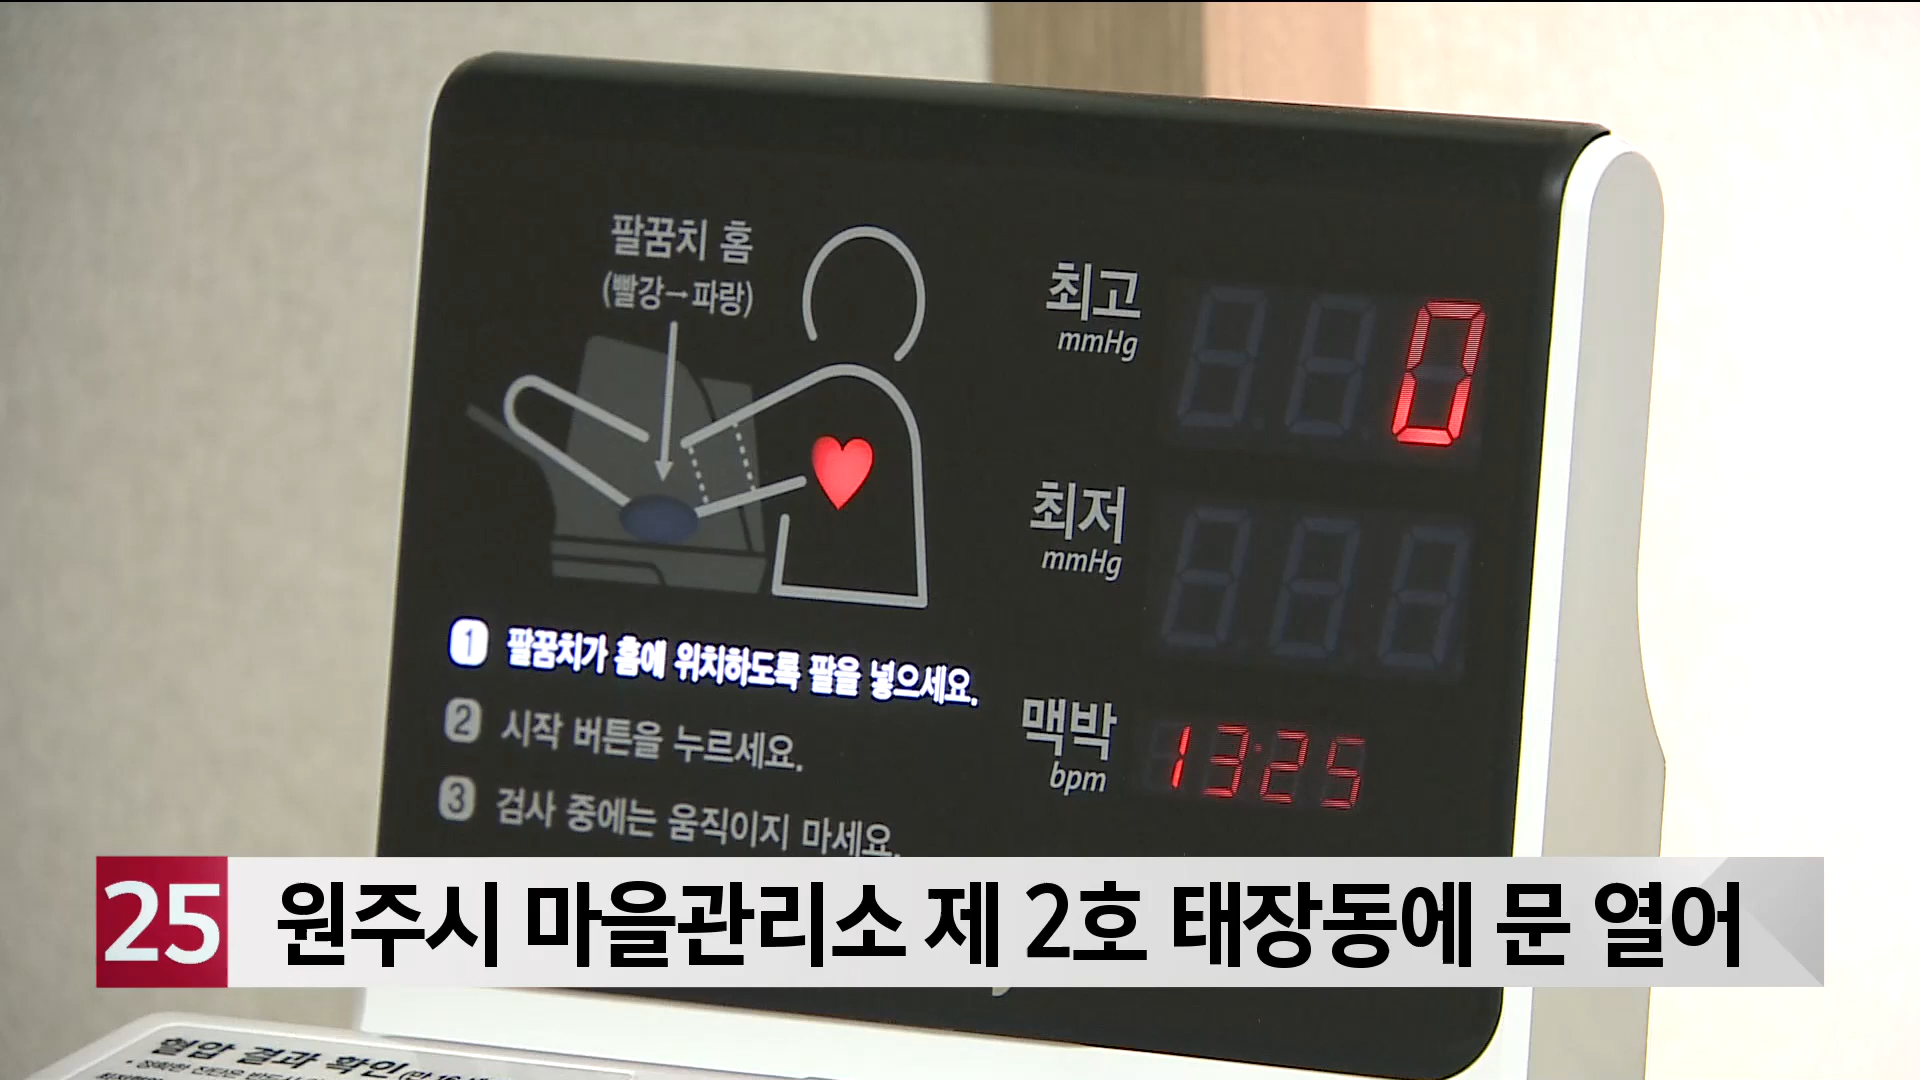 팔꿈치 홈
(빨강→파랑)
최고
mmHg
0
최저
mmHg
맥박
bpm
13:25
1 팔꿈치가 홈에 위치하도록 팔을 넣으세요.
2 시작 버튼을 누르세요.
3 검사 중에는 움직이지 마세요.
25 원주시 마을관리소 제 2호 태장동에 문 열어
혈압 결과 확인